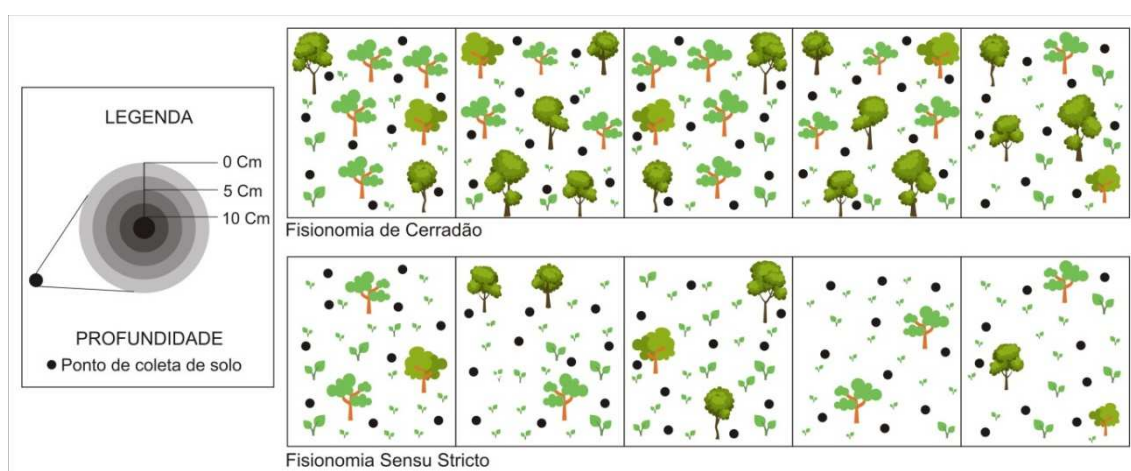 LEGENDA
0 Cm
5 Cm
10 Cm
PROFUNDIDADE
Ponto de coleta de solo
Fisionomia de Cerradão
Fisionomia Sensu Stricto